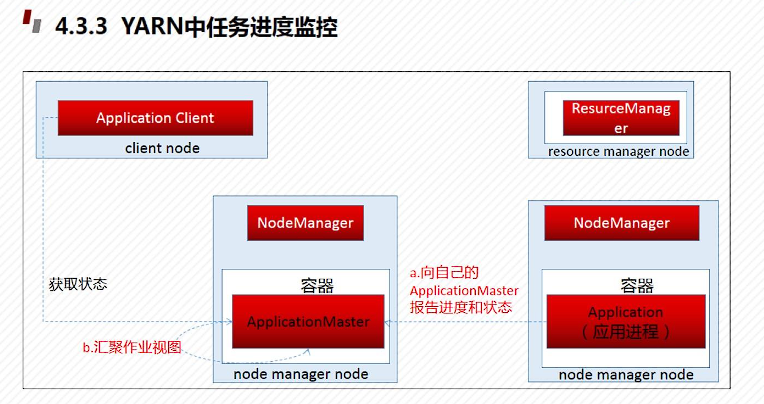 4.3.3 YARN中任务进度监控
Application Client
client node
ResurceManag
er
resource manager node
NodeManager
NodeManager
获取状态
容器
a.向自己的
ApplicationMaster
报告进度和状态
容器
ApplicationMaster
Application
（应用进程）
b.汇聚作业视图
node manager node
node manager node